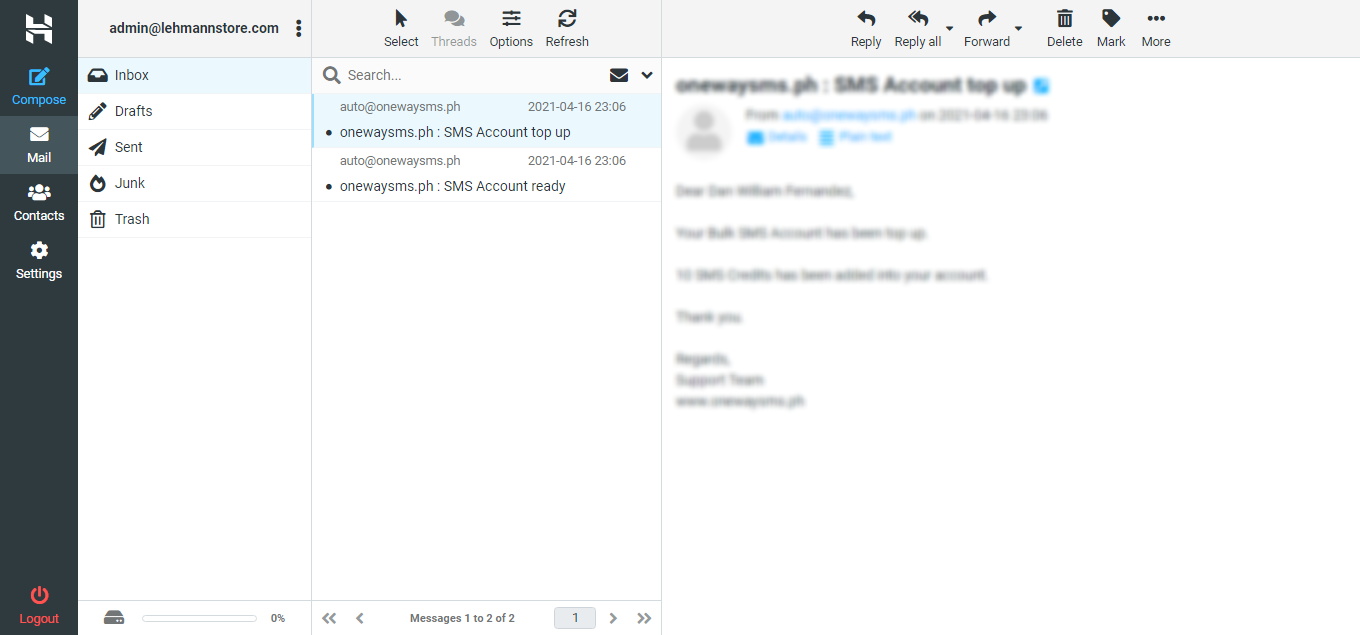 admin@lehmannstore.com
Select Threads Options Refresh
Reply Reply all Forward Delete Mark More
Compose
Mail
Contacts
Settings
Logout
Inbox
Drafts
Sent
Junk
Trash
0%
Search...
auto@onewaysms.ph 2021-04-16 23:06
onewaysms.ph : SMS Account top up
auto@onewaysms.ph 2021-04-16 23:06
onewaysms.ph : SMS Account ready
Messages 1 to 2 of 2
1
onewaysms.ph : SMS Account top up
From auto@onewaysms.ph on 2021-04-16 23:06
Details Plain text�
Your Bulk SMS Account has been top up.
10 SMS Credits has been added into your account.
Thank you.
Regards,
Support Team
www.onewaysms.ph